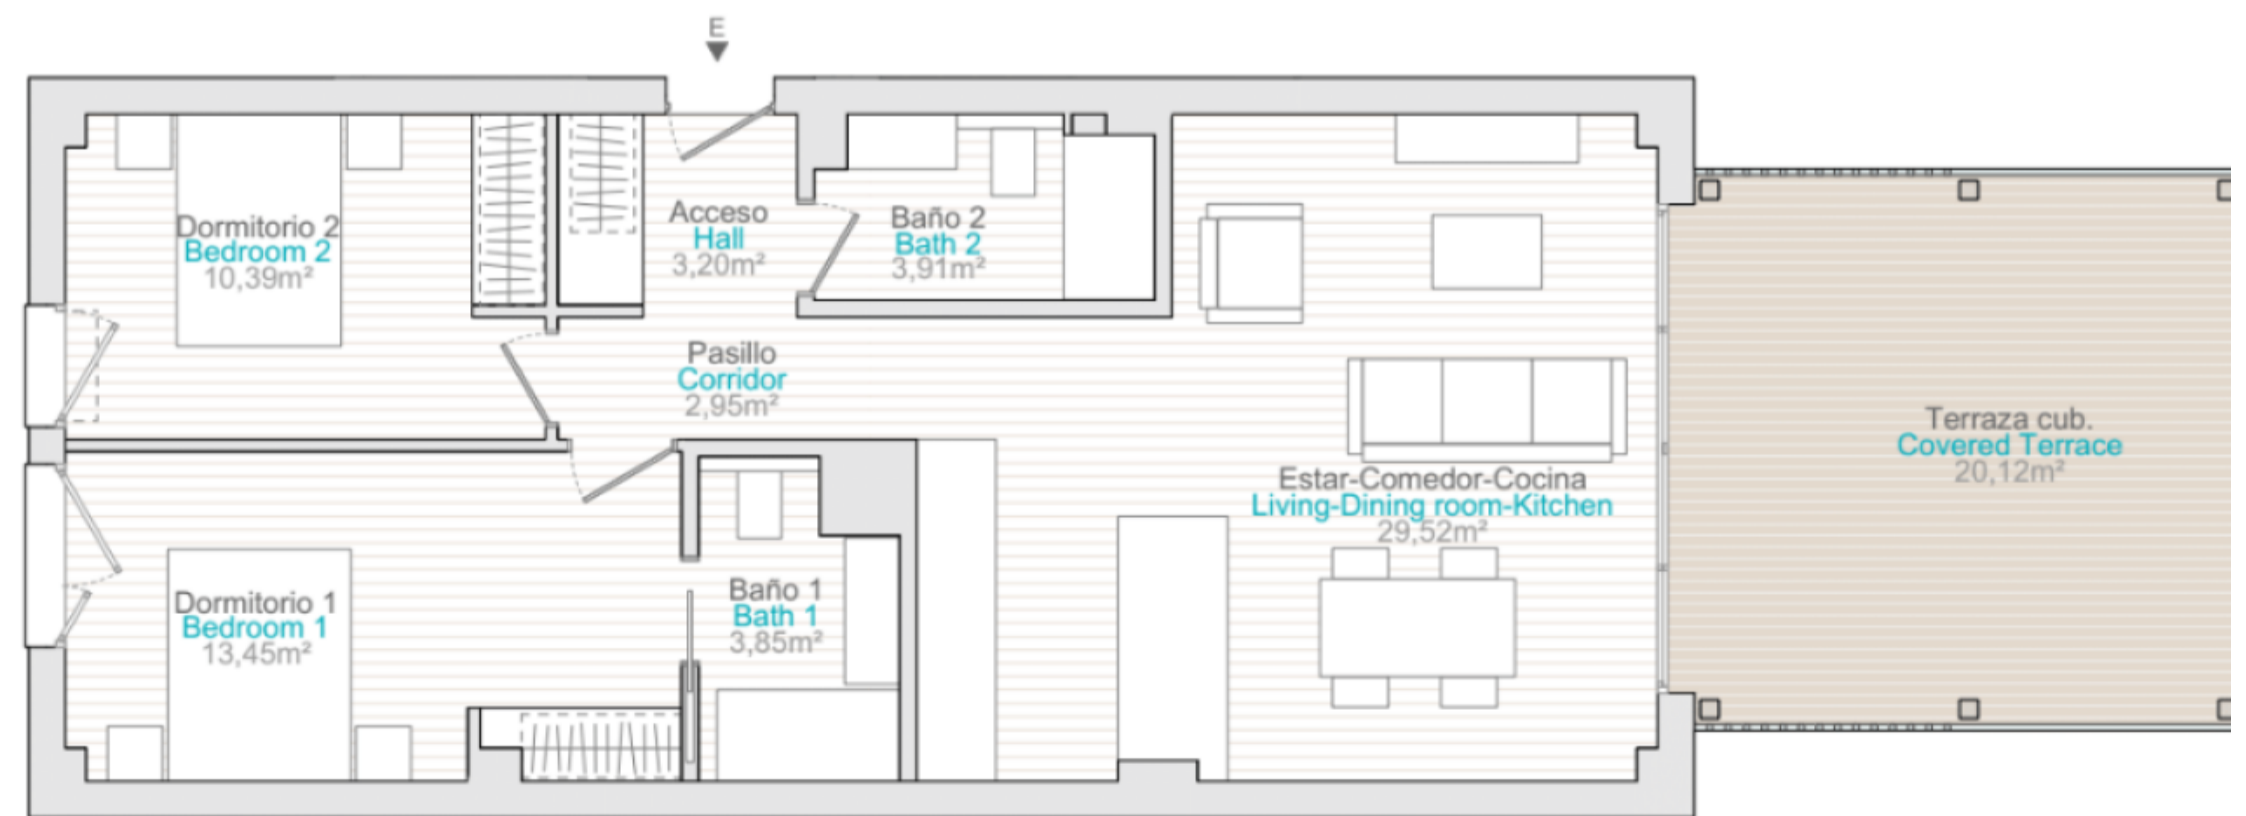 E
Dormitorio 2
Bedroom 2
10,39m²
Acceso
Hall
3,20m²
Baño 2
Bath 2
3,91m²
Pasillo
Corridor
2,95m²
Terraza cub.
Covered Terrace
20,12m²
Estar-Comedor-Cocina
Living-Dining room-Kitchen
29,52m²
Dormitorio 1
Bedroom 1
13,45m²
Baño 1
Bath 1
3,85m²